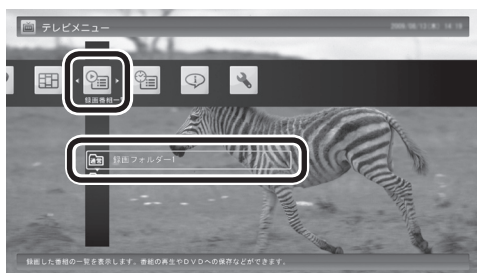 テレビメニュー
録画番組一
録画フォルダー1
録画した番組の一覧を表示します。番組の再生やDVDへの保存などができます。